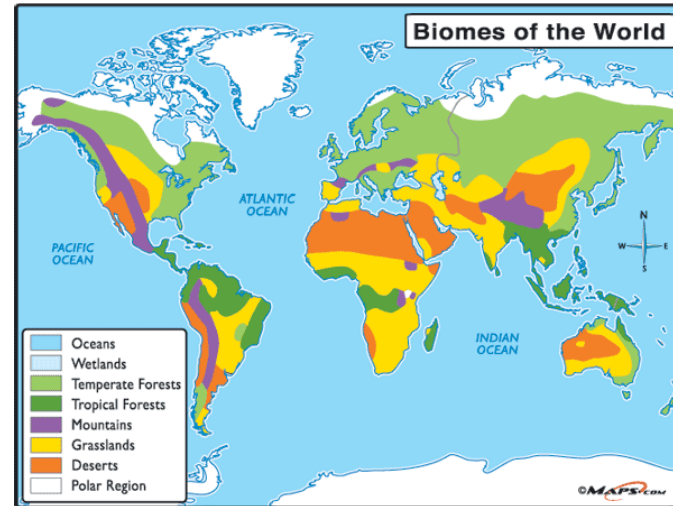 Biomes of the World
ATLANTIC
OCEAN
PACIFIC
OCEAN
N
W E
S
INDIAN
OCEAN
Oceans
Wetlands
Temperate Forests
Tropical Forests
Mountains
Grasslands
Deserts
Polar Region
©MAPS.COM